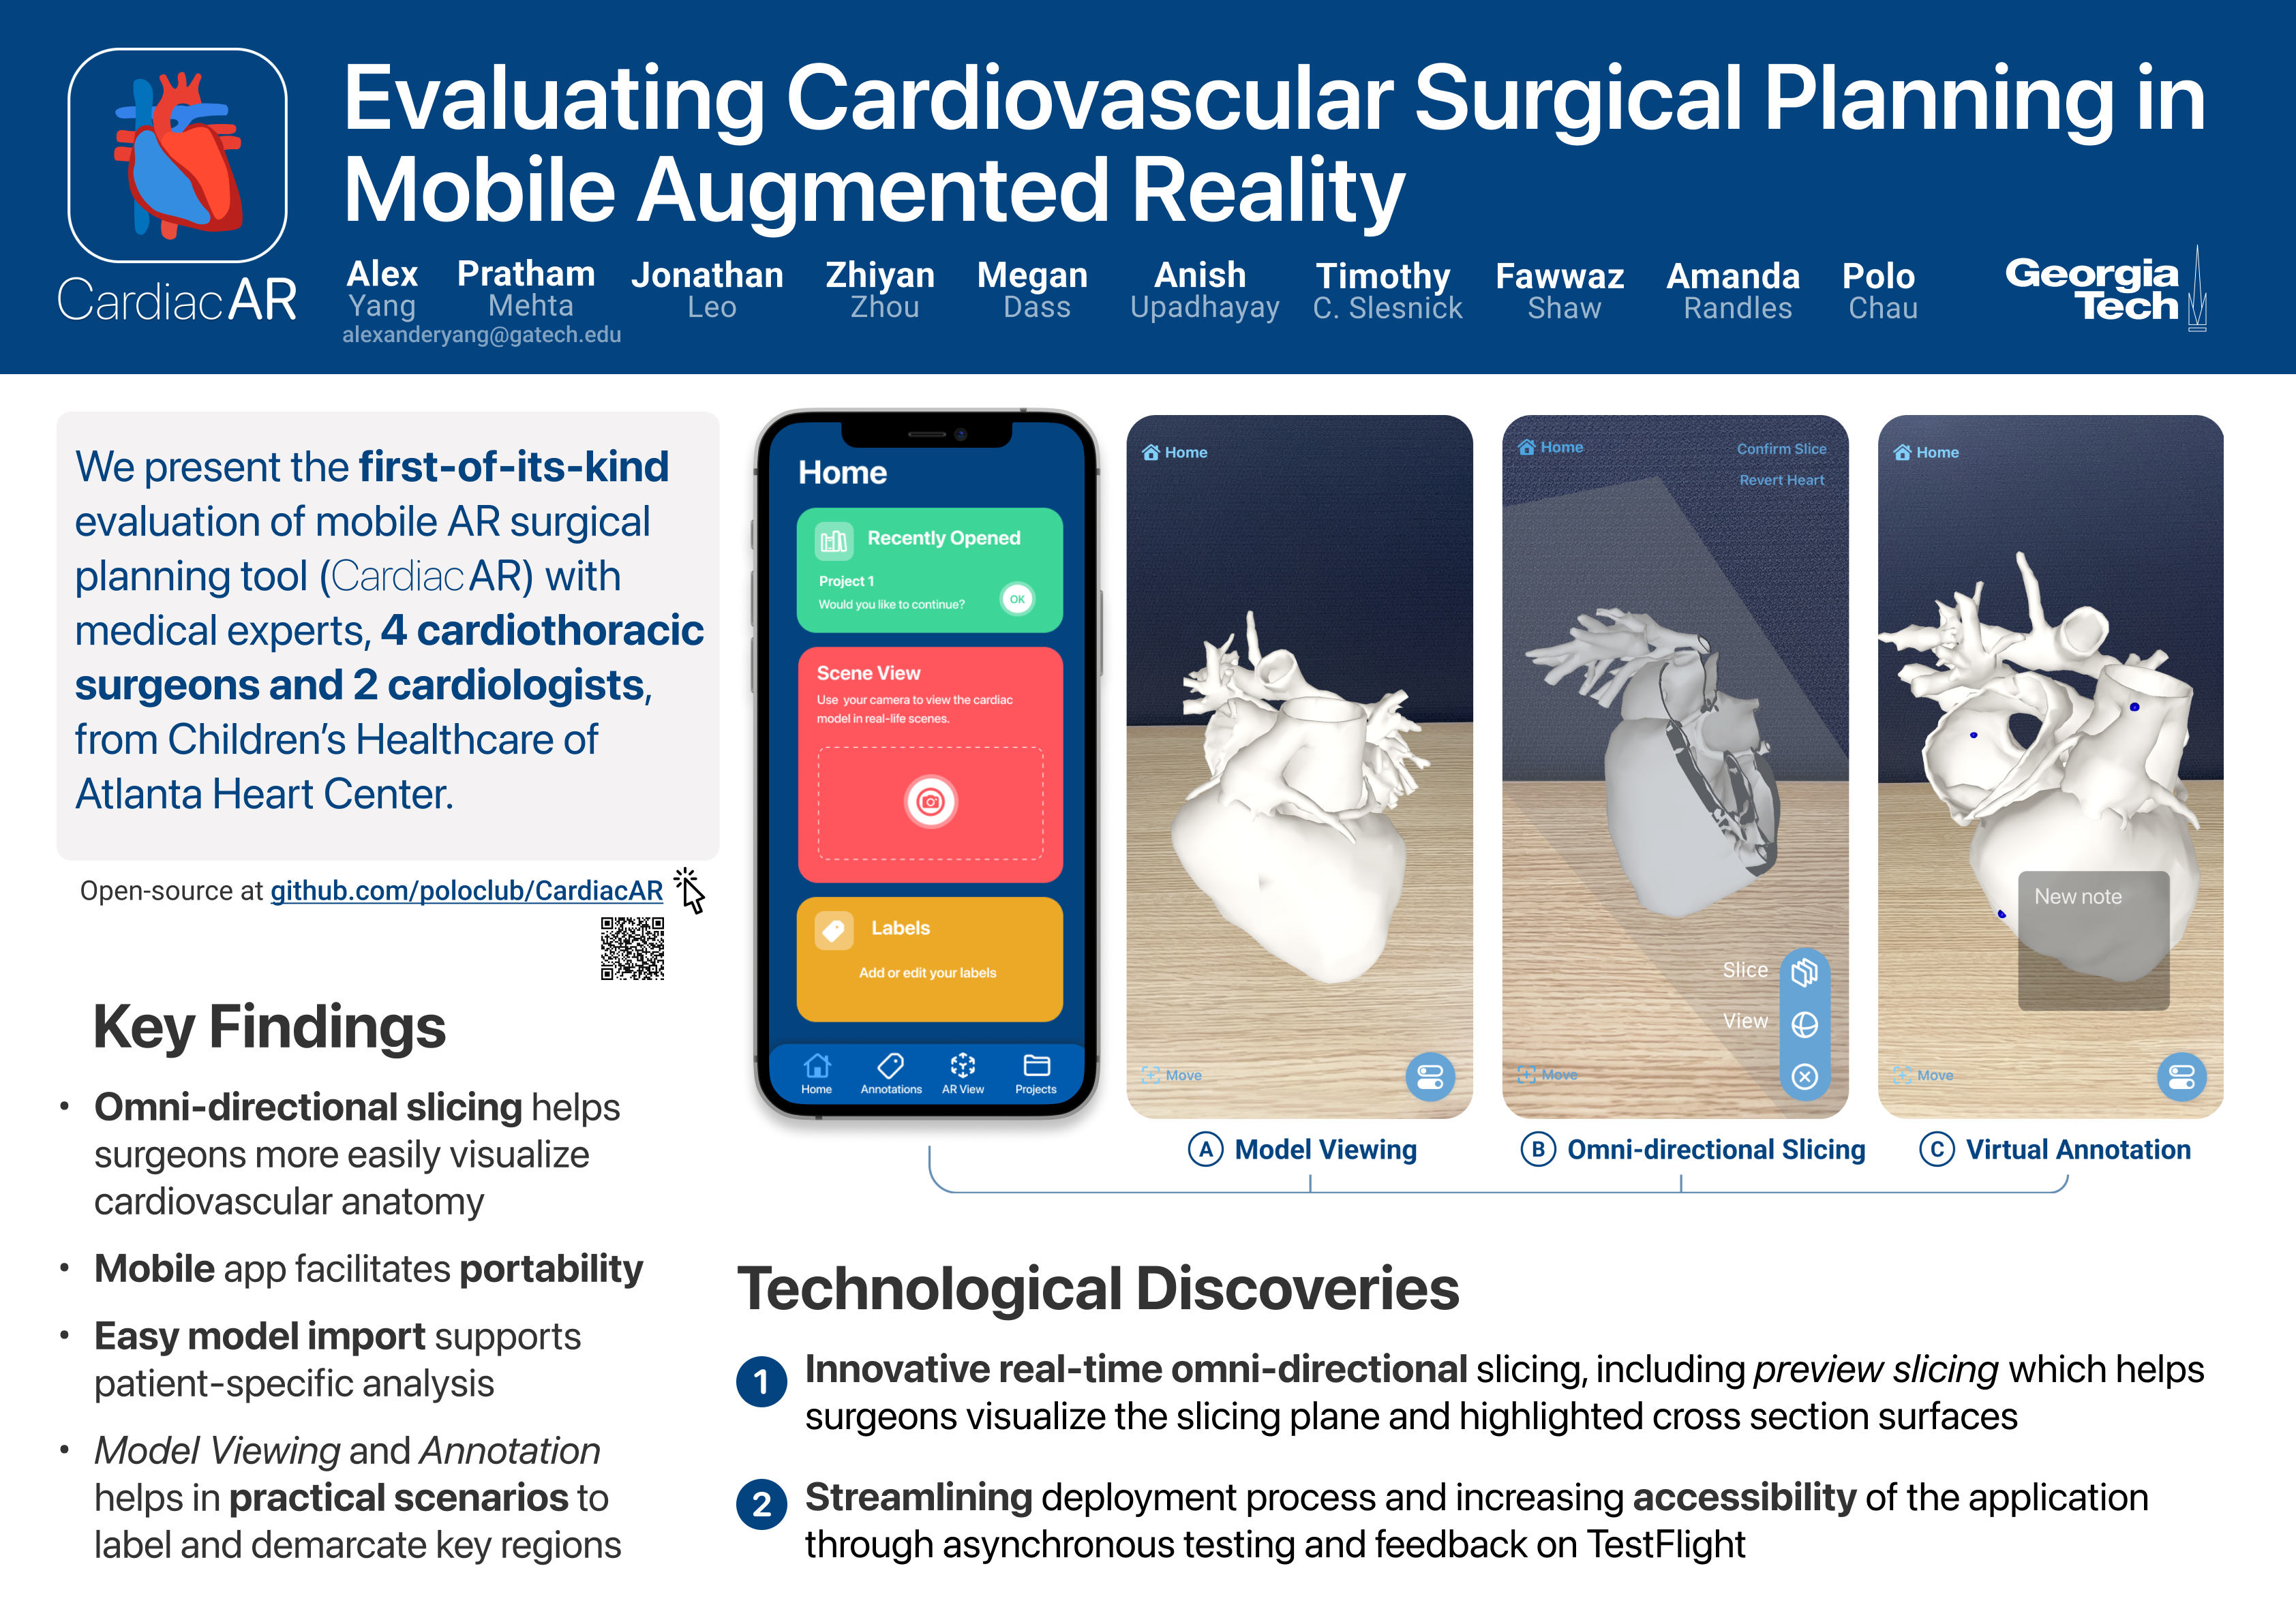 Evaluating Cardiovascular Surgical Planning in
Mobile Augmented Reality
CardiacAR
Alex Yang
Pratham Mehta
Jonathan Leo
Zhiyan Zhou
Megan Dass
Anish Upadhayay
Timothy C. Slesnick
Fawwaz Shaw
Amanda Randles
Polo Chau
alexanderyang@gatech.edu
Georgia
Tech
We present the first-of-its-kind
evaluation of mobile AR surgical
planning tool (CardiacAR) with
medical experts, 4 cardiothoracic
surgeons and 2 cardiologists,
from Children's Healthcare of
Atlanta Heart Center.
Open-source at github.com/poloclub/CardiacAR
Key Findings
• Omni-directional slicing helps
surgeons more easily visualize
cardiovascular anatomy
• Mobile app facilitates portability
• Easy model import supports
patient-specific analysis
• Model Viewing and Annotation
helps in practical scenarios to
label and demarcate key regions
Home
Recently Opened
Project 1
Would you like to continue?
OK
Scene View
Use your camera to view the cardiac
model in real-life scenes.
Labels
Add or edit your labels
Home
Annotations
AR View
Projects
Home
Move
A Model Viewing
Home
Confirm Slice
Revert Heart
Slice
View
Move
B Omni-directional Slicing
Home
New note
Move
C Virtual Annotation
Technological Discoveries
1 Innovative real-time omni-directional slicing, including preview slicing which helps
surgeons visualize the slicing plane and highlighted cross section surfaces
2 Streamlining deployment process and increasing accessibility of the application
through asynchronous testing and feedback on TestFlight